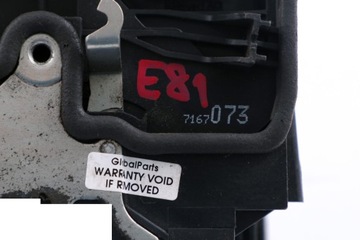 E81
7167073
GlobalParts
WARRANTY VOID
IF RMOVED